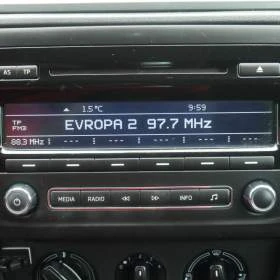 AS TP
1.5°C 9:59
TP
FM3
EVROPA 2 97.7 MHz
88.3 MHz --- --- --- --- ---
MEDIA RADIO INFO